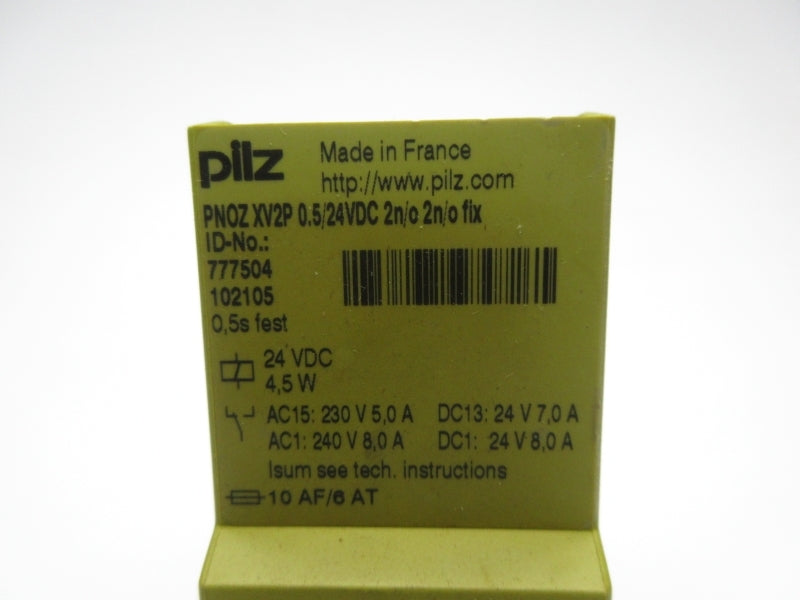 pilz
Made in France
http://www.pilz.com
PNOZ XV2P 0.5/24VDC 2n/o 2n/o fix
ID-No.:
777504
102105
0,5s fest
24 VDC
4,5 W
AC15: 230 V 5,0 A DC13: 24 V 7,0 A
AC1: 240 V 8,0 A DC1: 24 V 8,0 A
Isum see tech. instructions
10 AF/6 AT